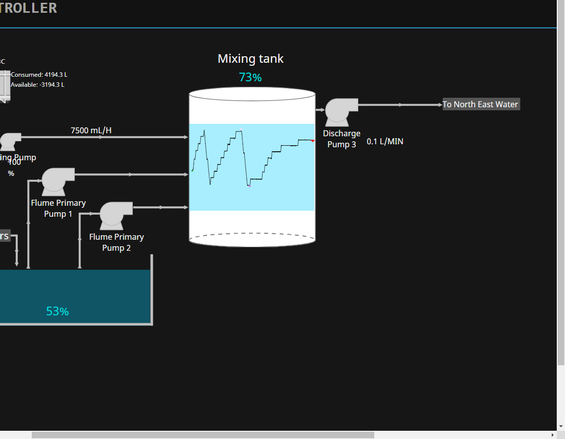 TROLLER
Mixing tank
73%
Consumed: 4194.3 L
Available: -3194.3 L
To North East Water
7500 mL/H
Discharge
Pump 3
0.1 L/MIN
ing Pump
100
%
Flume Primary
Pump 1
Flume Primary
Pump 2
rs
53%